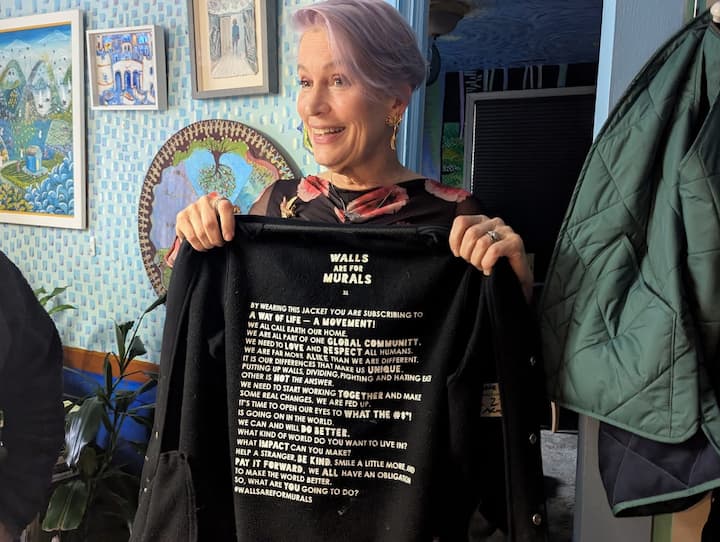 WALLS
ARE FOR
MURALS
BY WEARING THIS JACKET YOU ARE SUBSCRIBING TO
A WAY OF LIFE — A MOVEMENT!
WE ALL CALL EARTH OUR HOME.
WE ARE ALL PART OF ONE GLOBAL COMMUNITY.
WE NEED TO LOVE AND RESPECT ALL HUMANS.
WE ARE FAR MORE ALIKE THAN WE ARE DIFFERENT.
IT IS OUR DIFFERENCES THAT MAKE US UNIQUE.
PUTTING UP WALLS, DIVIDING, FIGHTING AND HATING EACH
OTHER IS NOT THE ANSWER.
WE NEED TO START WORKING TOGETHER AND MAKE
SOME REAL CHANGES. WE ARE FED UP.
IT'S TIME TO OPEN OUR EYES TO WHAT THE @$*!
IS GOING ON IN THE WORLD.
WE CAN AND WILL DO BETTER.
WHAT KIND OF WORLD DO YOU WANT TO LIVE IN?
WHAT IMPACT CAN YOU MAKE?
HELP A STRANGER, BE KIND, SMILE A LITTLE MORE, AND
PAY IT FORWARD. WE ALL HAVE AN OBLIGATION
TO MAKE THE WORLD BETTER.
SO, WHAT ARE YOU GOING TO DO?
#WALLSAREFORMURALS